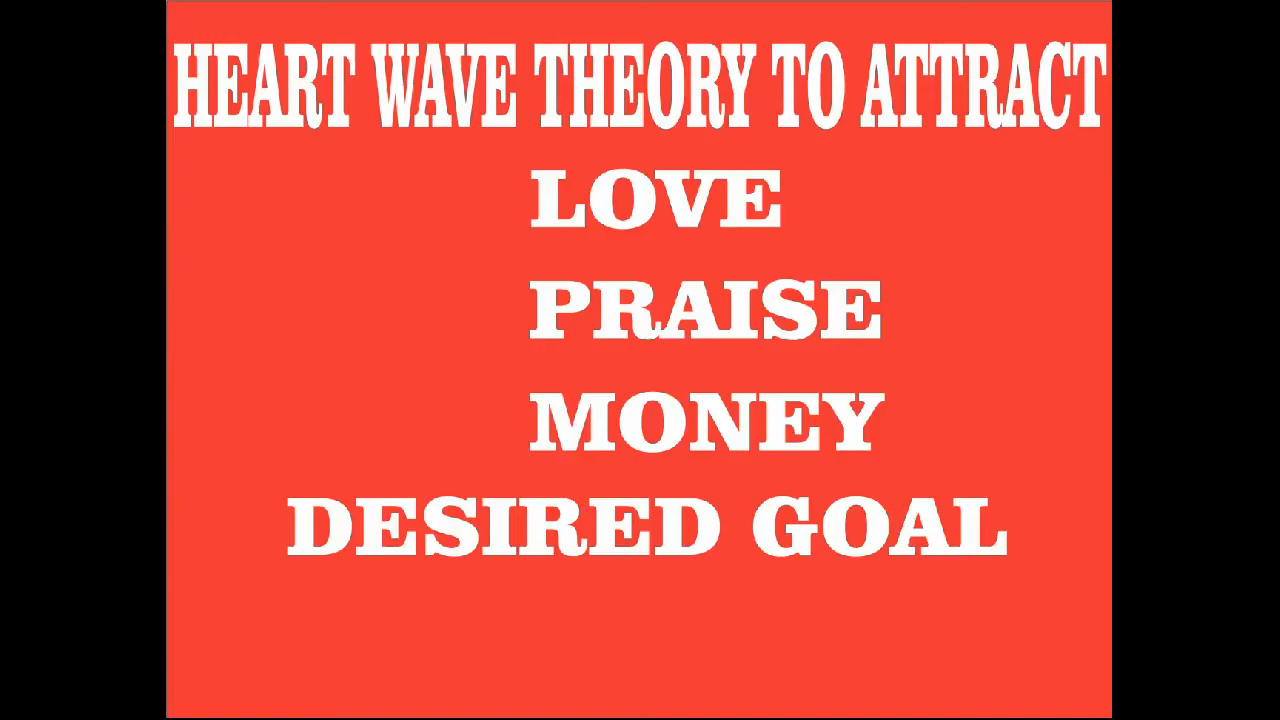 HEART WAVE THEORY TO ATTRACT
LOVE
PRAISE
MONEY
DESIRED GOAL